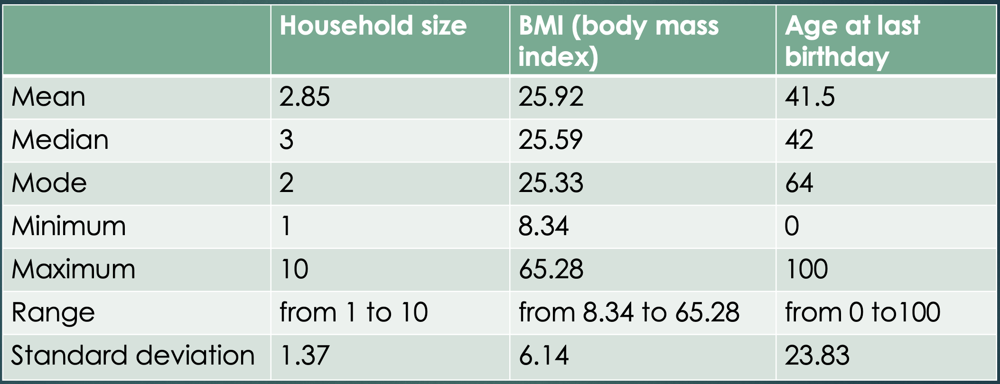 Household size BMI (body mass index) Age at last birthday
Mean 2.85 25.92 41.5
Median 3 25.59 42
Mode 2 25.33 64
Minimum 1 8.34 0
Maximum 10 65.28 100
Range from 1 to 10 from 8.34 to 65.28 from 0 to100
Standard deviation 1.37 6.14 23.83